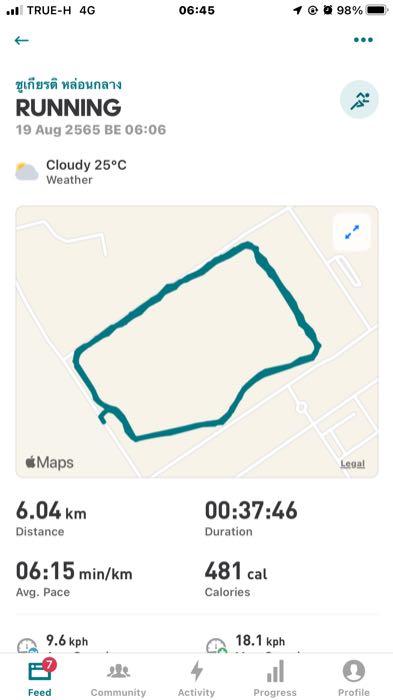 TRUE-H 4G 06:45 98%
ชูเกียรติ หล่อนกลาง
RUNNING
19 Aug 2565 BE 06:06
Cloudy 25°C
Weather
Maps
Legal
6.04 km 00:37:46
Distance Duration
06:15 min/km 481 cal
Avg. Pace Calories
9.6 kph 18.1 kph
7
Feed Community Activity Progress Profile